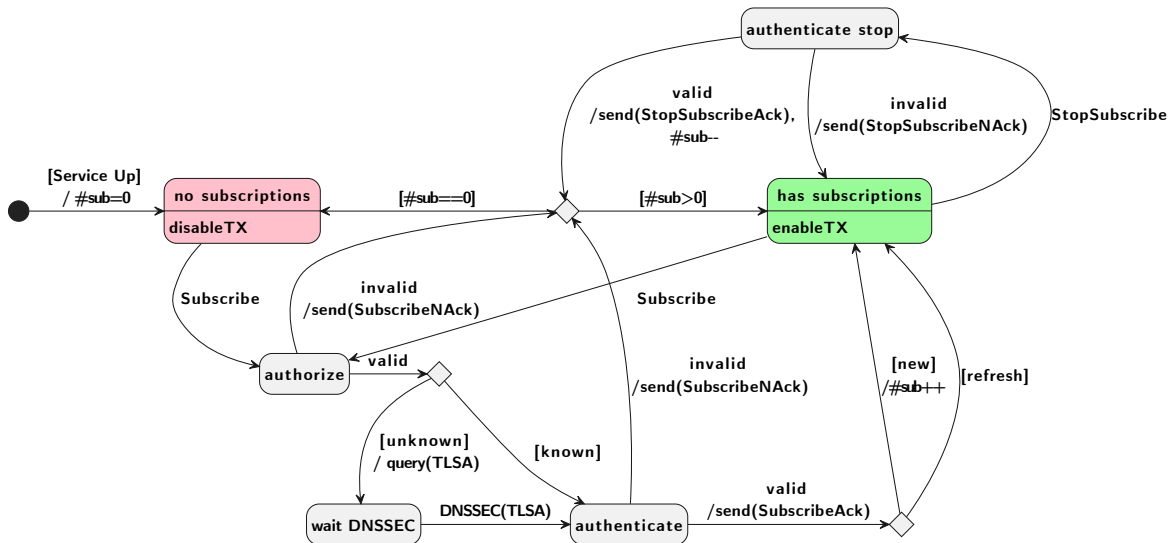 authenticate stop
valid
/send(StopSubscribeAck),
#sub--
invalid
/send(StopSubscribeNAck)
StopSubscribe
[Service Up]
/ #sub=0
no subscriptions
disableTX
[#sub==0]
[#sub>0]
has subscriptions
enableTX
Subscribe
invalid
/send(SubscribeNAck)
Subscribe
authorize
valid
invalid
/send(SubscribeNAck)
[new]
/#sub++
[refresh]
[unknown]
/ query(TLSA)
[known]
wait DNSSEC
DNSSEC(TLSA)
authenticate
valid
/send(SubscribeAck)